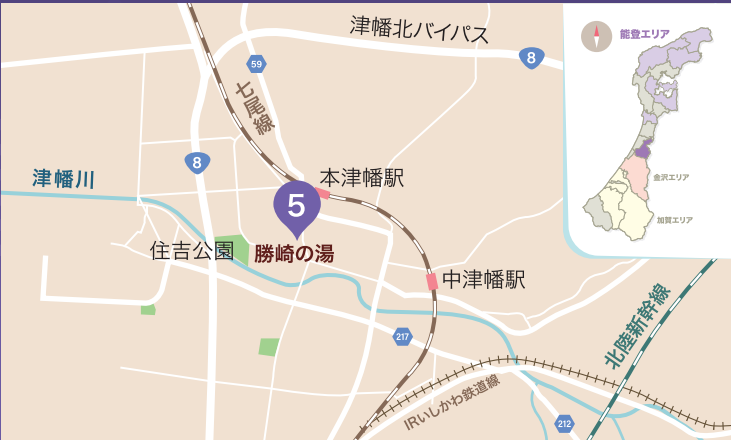 津幡北バイパス
8
能登エリア
59
七尾線
8
金沢エリア
本津幡駅
津幡川
5
加賀エリア
住吉公園
勝崎の湯
中津幡駅
北陸新幹線
217
IRいしかわ鉄道線
212